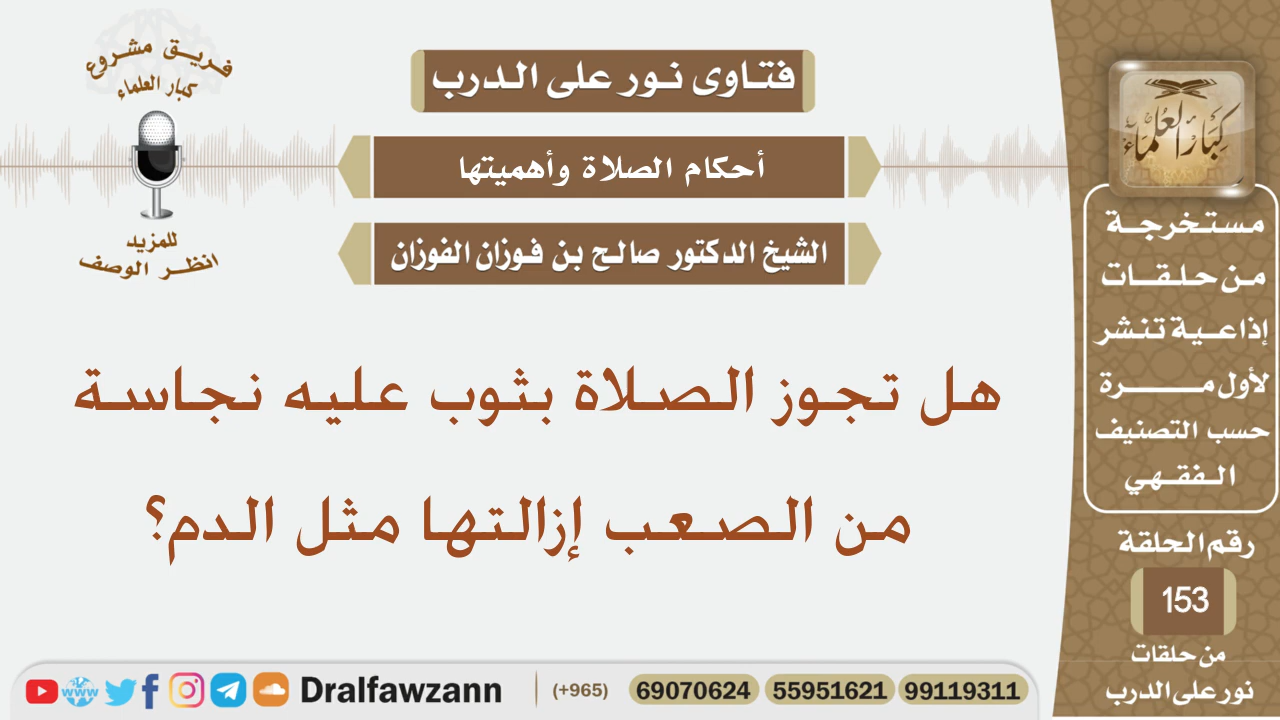 فريق مشروع
كبار العلماء
للمزيد
انظر الوصف
فتاوى نور على الدرب
أحكام الصلاة وأهميتها
الشيخ الدكتور صالح بن فوزان الفوزان
هل تجوز الصلاة بثوب عليه نجاسة
من الصعب إزالتها مثل الدم؟
كبار العلماء
مستخرجة
من حلقات
إذاعية تنشر
لأول مرة
حسب التصنيف
الفقهي
رقم الحلقة
153
من حلقات
نور على الدرب
www
Dralfawzann
(+965)
69070624
55951621
99119311